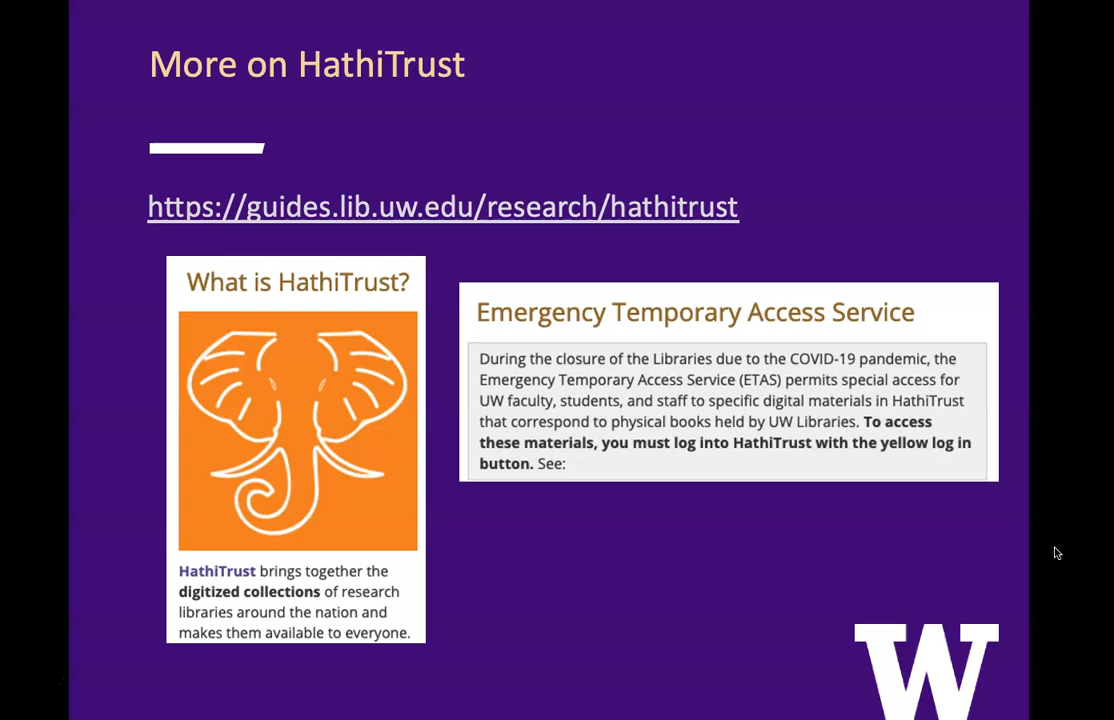 More on HathiTrust
https://guides.lib.uw.edu/research/hathitrust
What is HathiTrust?
HathiTrust brings together the
digitized collections of research
libraries around the nation and
makes them available to everyone.
Emergency Temporary Access Service
During the closure of the Libraries due to the COVID-19 pandemic, the
Emergency Temporary Access Service (ETAS) permits special access for
UW faculty, students, and staff to specific digital materials in HathiTrust
that correspond to physical books held by UW Libraries. To access
these materials, you must log into HathiTrust with the yellow log in
button. See:
W